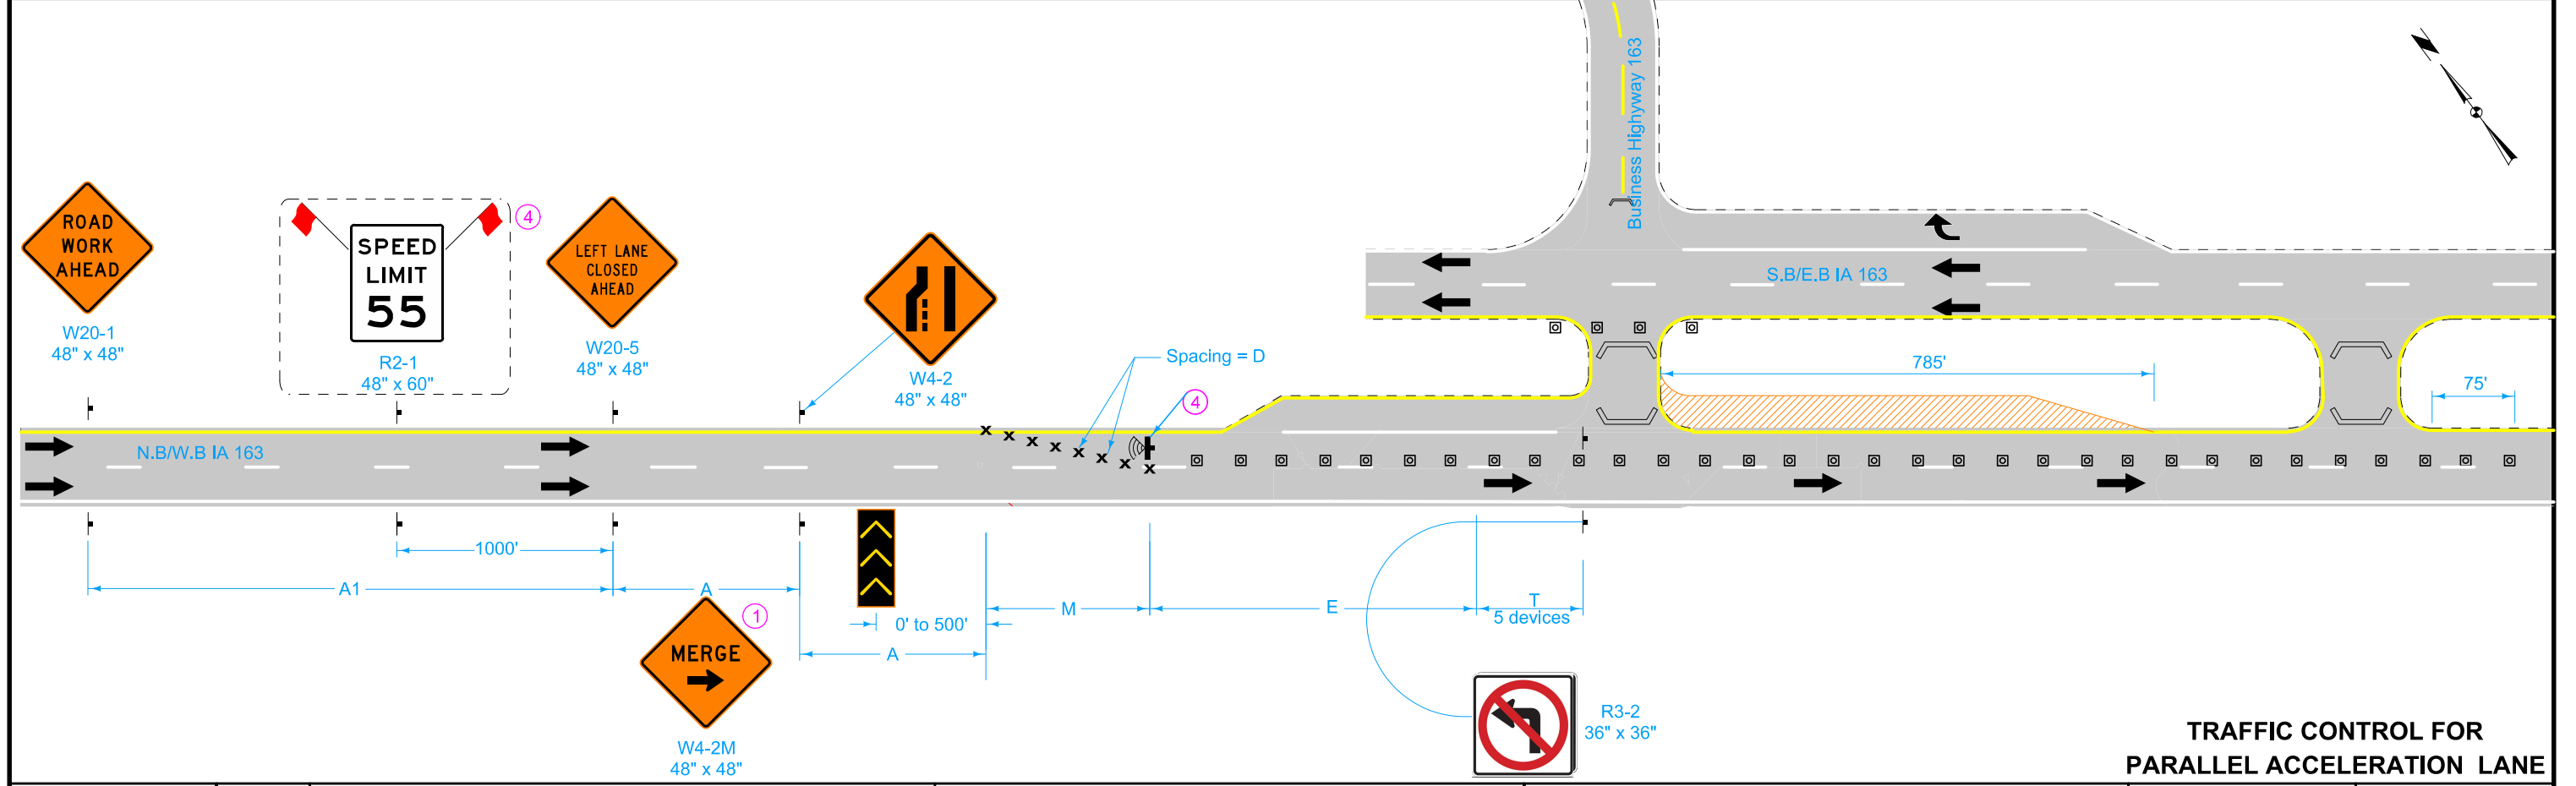 Business Highyway 163
ROAD
WORK
AHEAD
W20-1
48" x 48"
4
SPEED
LIMIT
55
R2-1
48" x 60"
LEFT LANE
CLOSED
AHEAD
W20-5
48" x 48"
W4-2
48" x 48"
Spacing = D
4
S.B/E.B IA 163
785'
75'
N.B/W.B IA 163
1000'
A1
A
M
E
T
5 devices
0' to 500'
A
1
MERGE
W4-2M
48" x 48"
R3-2
36" x 36"
TRAFFIC CONTROL FOR
PARALLEL ACCELERATION LANE